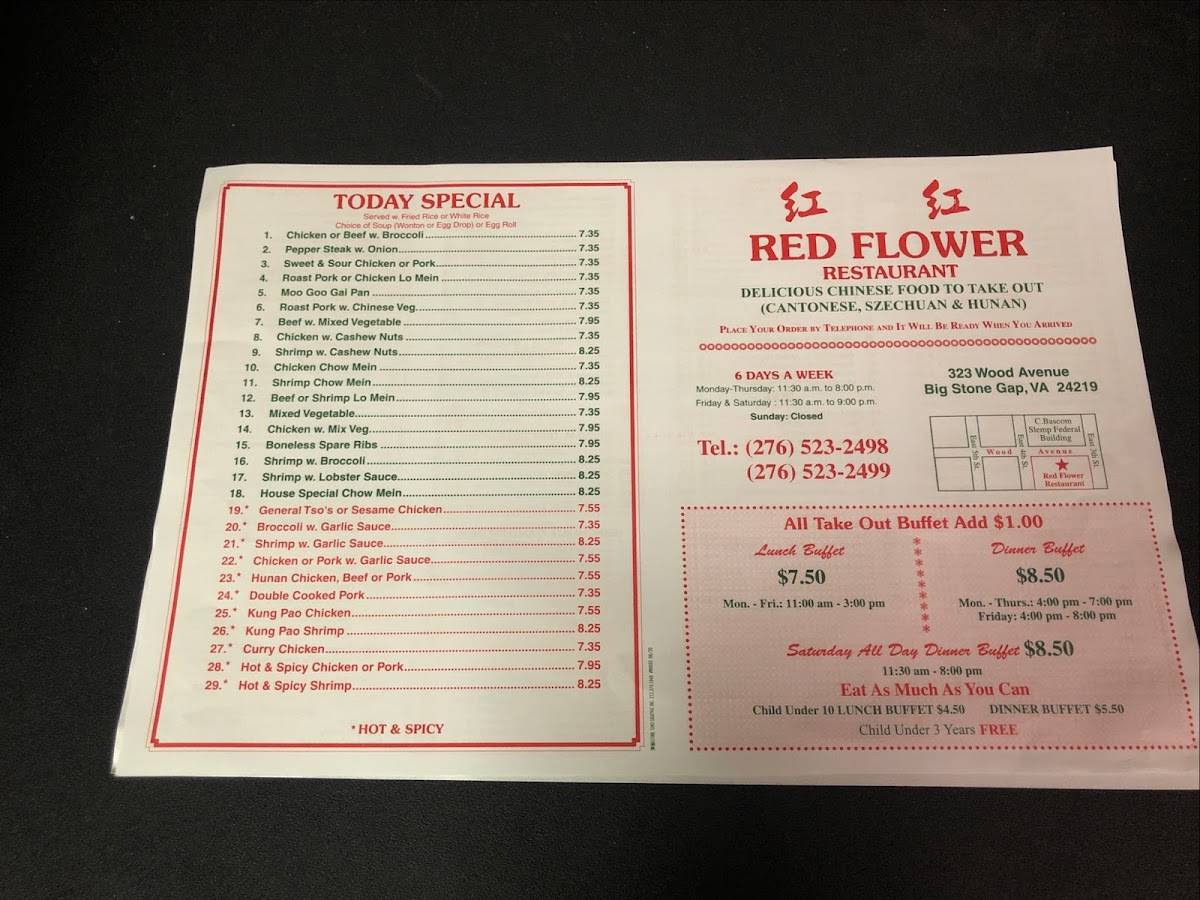 TODAY SPECIAL
Served w. Fried Rice or White Rice
Choice of Soup (Wonton or Egg Drop) or Egg Roll
1. Chicken or Beef w. Broccoli 7.35
2. Pepper Steak w. Onion 7.35
3. Sweet & Sour Chicken or Pork 7.35
4. Roast Pork or Chicken Lo Mein 7.35
5. Moo Goo Gai Pan 7.35
6. Roast Pork w. Chinese Veg. 7.35
7. Beef w. Mixed Vegetable 7.95
8. Chicken w. Cashew Nuts 7.35
9. Shrimp w. Cashew Nuts 8.25
10. Chicken Chow Mein 7.35
11. Shrimp Chow Mein 8.25
12. Beef or Shrimp Lo Mein 7.95
13. Mixed Vegetable 7.35
14. Chicken w. Mix Veg. 7.95
15. Boneless Spare Ribs 7.95
16. Shrimp w. Broccoli 8.25
17. Shrimp w. Lobster Sauce 8.25
18. House Special Chow Mein 8.25
19.* General Tso's or Sesame Chicken 7.55
20.* Broccoli w. Garlic Sauce 7.35
21.* Shrimp w. Garlic Sauce 8.25
22.* Chicken or Pork w. Garlic Sauce 7.55
23.* Hunan Chicken, Beef or Pork 7.55
24.* Double Cooked Pork 7.35
25.* Kung Pao Chicken 7.55
26.* Kung Pao Shrimp 8.25
27.* Curry Chicken 7.35
28.* Hot & Spicy Chicken or Pork 7.95
29.* Hot & Spicy Shrimp 8.25
*HOT & SPICY
红 红
RED FLOWER
RESTAURANT
DELICIOUS CHINESE FOOD TO TAKE OUT
(CANTONESE, SZECHUAN & HUNAN)
PLACE YOUR ORDER BY TELEPHONE AND IT WILL BE READY WHEN YOU ARRIVED
6 DAYS A WEEK
Monday-Thursday: 11:30 a.m. to 8:00 p.m.
Friday & Saturday : 11:30 a.m. to 9:00 p.m.
Sunday: Closed
Tel.: (276) 523-2498
(276) 523-2499
323 Wood Avenue
Big Stone Gap, VA 24219
C.Bascom
Slemp Federal
Building
East 5th St.
East 4th St.
East 3th St.
Wood Avenue
Red Flower
Restaurant
All Take Out Buffet Add $1.00
Lunch Buffet
$7.50
Mon. - Fri.: 11:00 am - 3:00 pm
Dinner Buffet
$8.50
Mon. - Thurs.: 4:00 pm - 7:00 pm
Friday: 4:00 pm - 8:00 pm
Saturday All Day Dinner Buffet $8.50
11:30 am - 8:00 pm
Eat As Much As You Can
Child Under 10 LUNCH BUFFET $4.50 DINNER BUFFET $5.50
Child Under 3 Years FREE